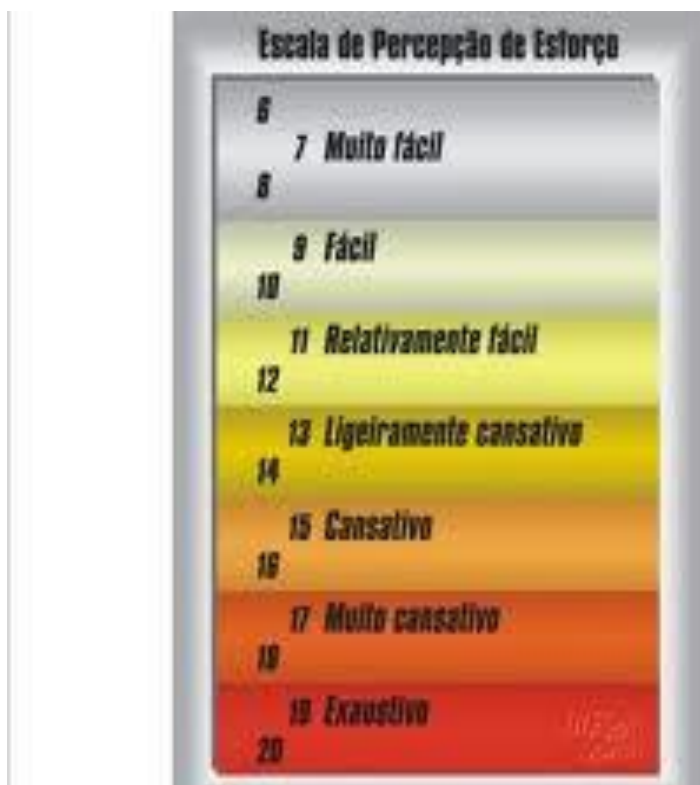 Escala de Percepção de Esforço
6
7 Muito fácil
8
9 Fácil
10
11 Relativamente fácil
12
13 Ligeiramente cansativo
14
15 Cansativo
16
17 Muito cansativo
18
19 Exaustivo
20